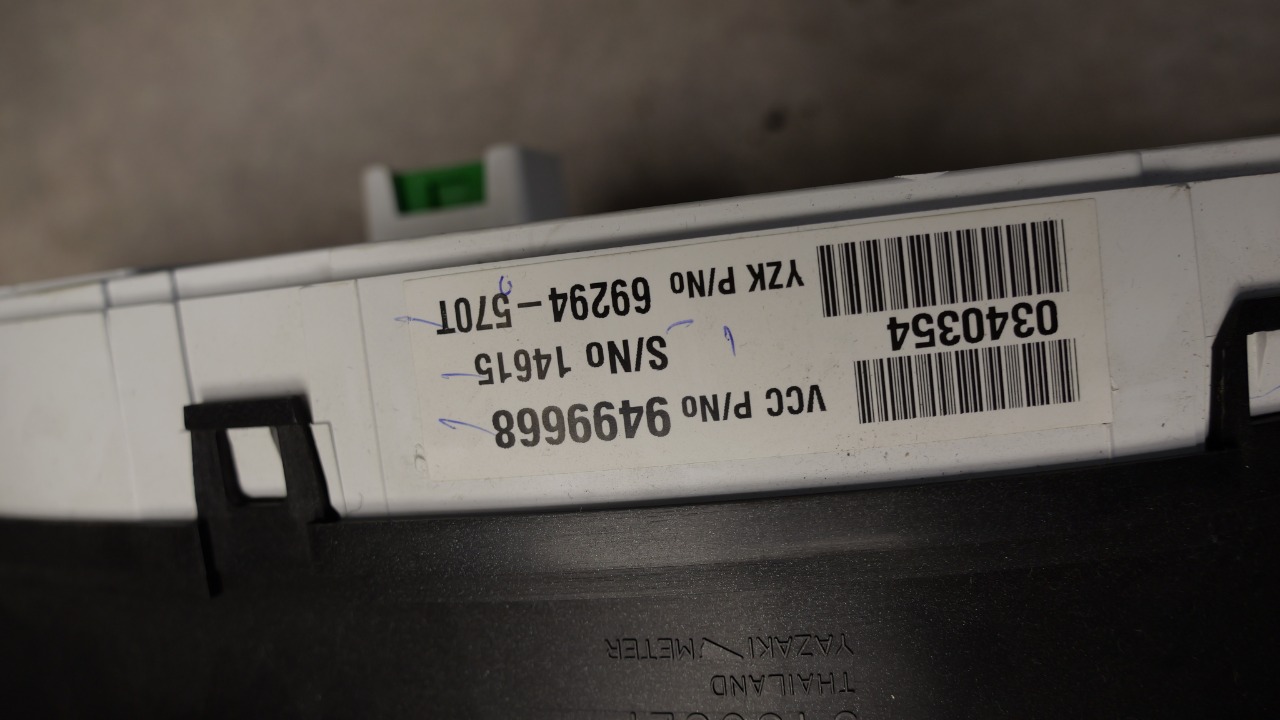 VCC P/No 9499668
S/No 14615
YZK P/No 69294-570T
0340354
THAILAND
YAZAKI METER